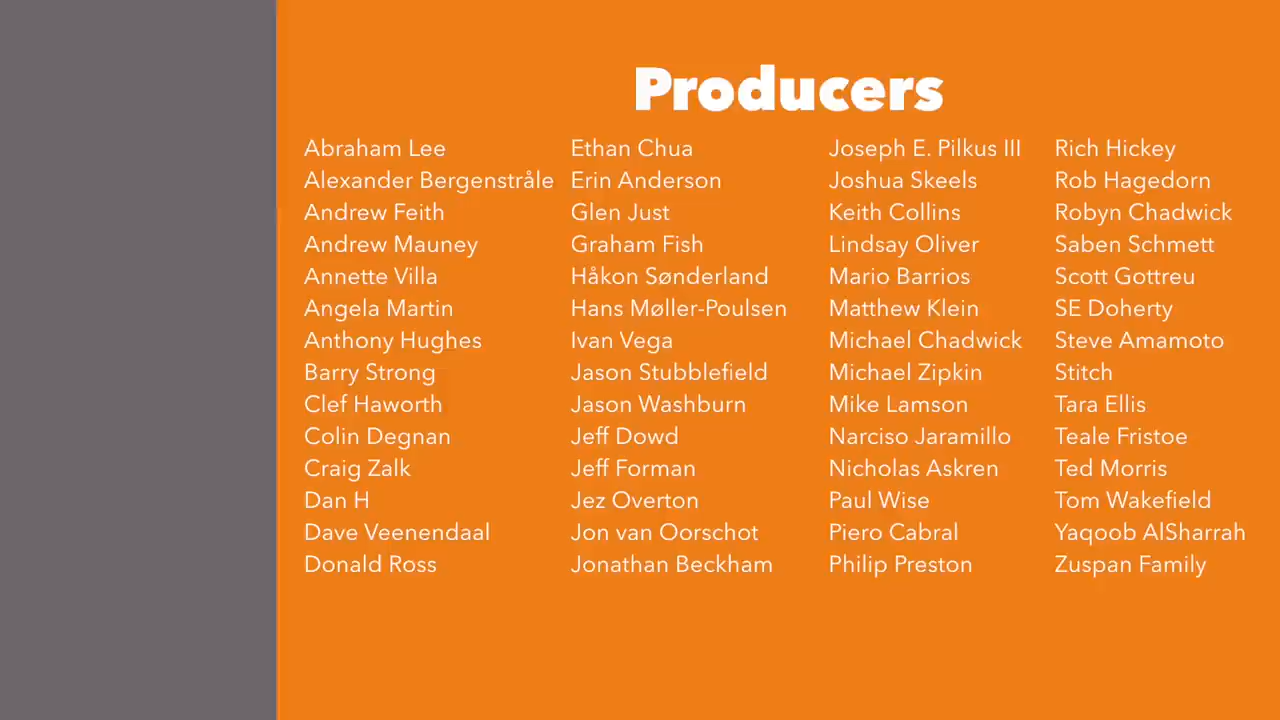 Producers
Abraham Lee
Alexander Bergenstråle
Andrew Feith
Andrew Mauney
Annette Villa
Angela Martin
Anthony Hughes
Barry Strong
Clef Haworth
Colin Degnan
Craig Zalk
Dan H
Dave Veenendaal
Donald Ross
Ethan Chua
Erin Anderson
Glen Just
Graham Fish
Håkon Sønderland
Hans Møller-Poulsen
Ivan Vega
Jason Stubblefield
Jason Washburn
Jeff Dowd
Jeff Forman
Jez Overton
Jon van Oorschot
Jonathan Beckham
Joseph E. Pilkus III
Joshua Skeels
Keith Collins
Lindsay Oliver
Mario Barrios
Matthew Klein
Michael Chadwick
Michael Zipkin
Mike Lamson
Narciso Jaramillo
Nicholas Askren
Paul Wise
Piero Cabral
Philip Preston
Rich Hickey
Rob Hagedorn
Robyn Chadwick
Saben Schmett
Scott Gottreu
SE Doherty
Steve Amamoto
Stitch
Tara Ellis
Teale Fristoe
Ted Morris
Tom Wakefield
Yaqoob AlSharrah
Zuspan Family